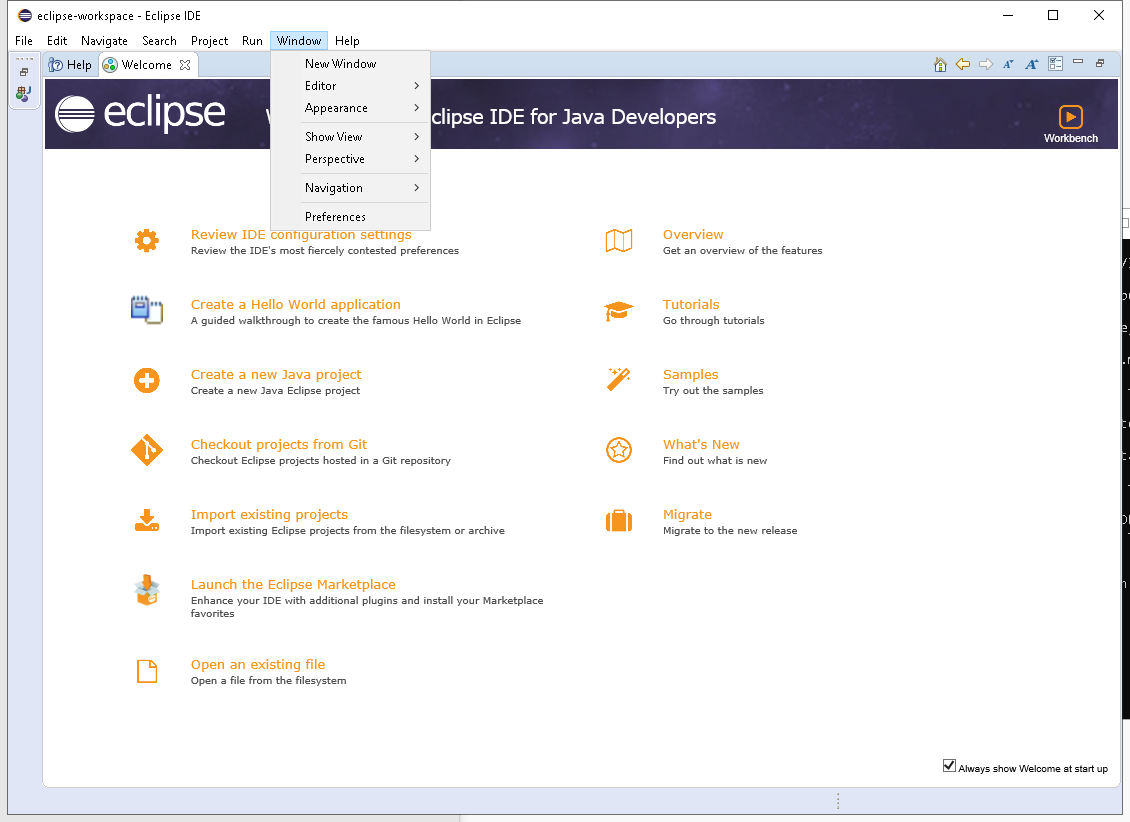 eclipse-workspace - Eclipse IDE
File Edit Navigate Search Project Run Window Help
Help Welcome
New Window
Editor
Appearance
Show View
Perspective
Navigation
Preferences
eclipse
clipse IDE for Java Developers
Workbench
Review IDE configuration settings
Review the IDE's most fiercely contested preferences
Create a Hello World application
A guided walkthrough to create the famous Hello World in Eclipse
Create a new Java project
Create a new Java Eclipse project
Checkout projects from Git
Checkout Eclipse projects hosted in a Git repository
Import existing projects
Import existing Eclipse projects from the filesystem or archive
Launch the Eclipse Marketplace
Enhance your IDE with additional plugins and install your Marketplace
favorites
Open an existing file
Open a file from the filesystem
Overview
Get an overview of the features
Tutorials
Go through tutorials
Samples
Try out the samples
What's New
Find out what is new
Migrate
Migrate to the new release
Always show Welcome at start up